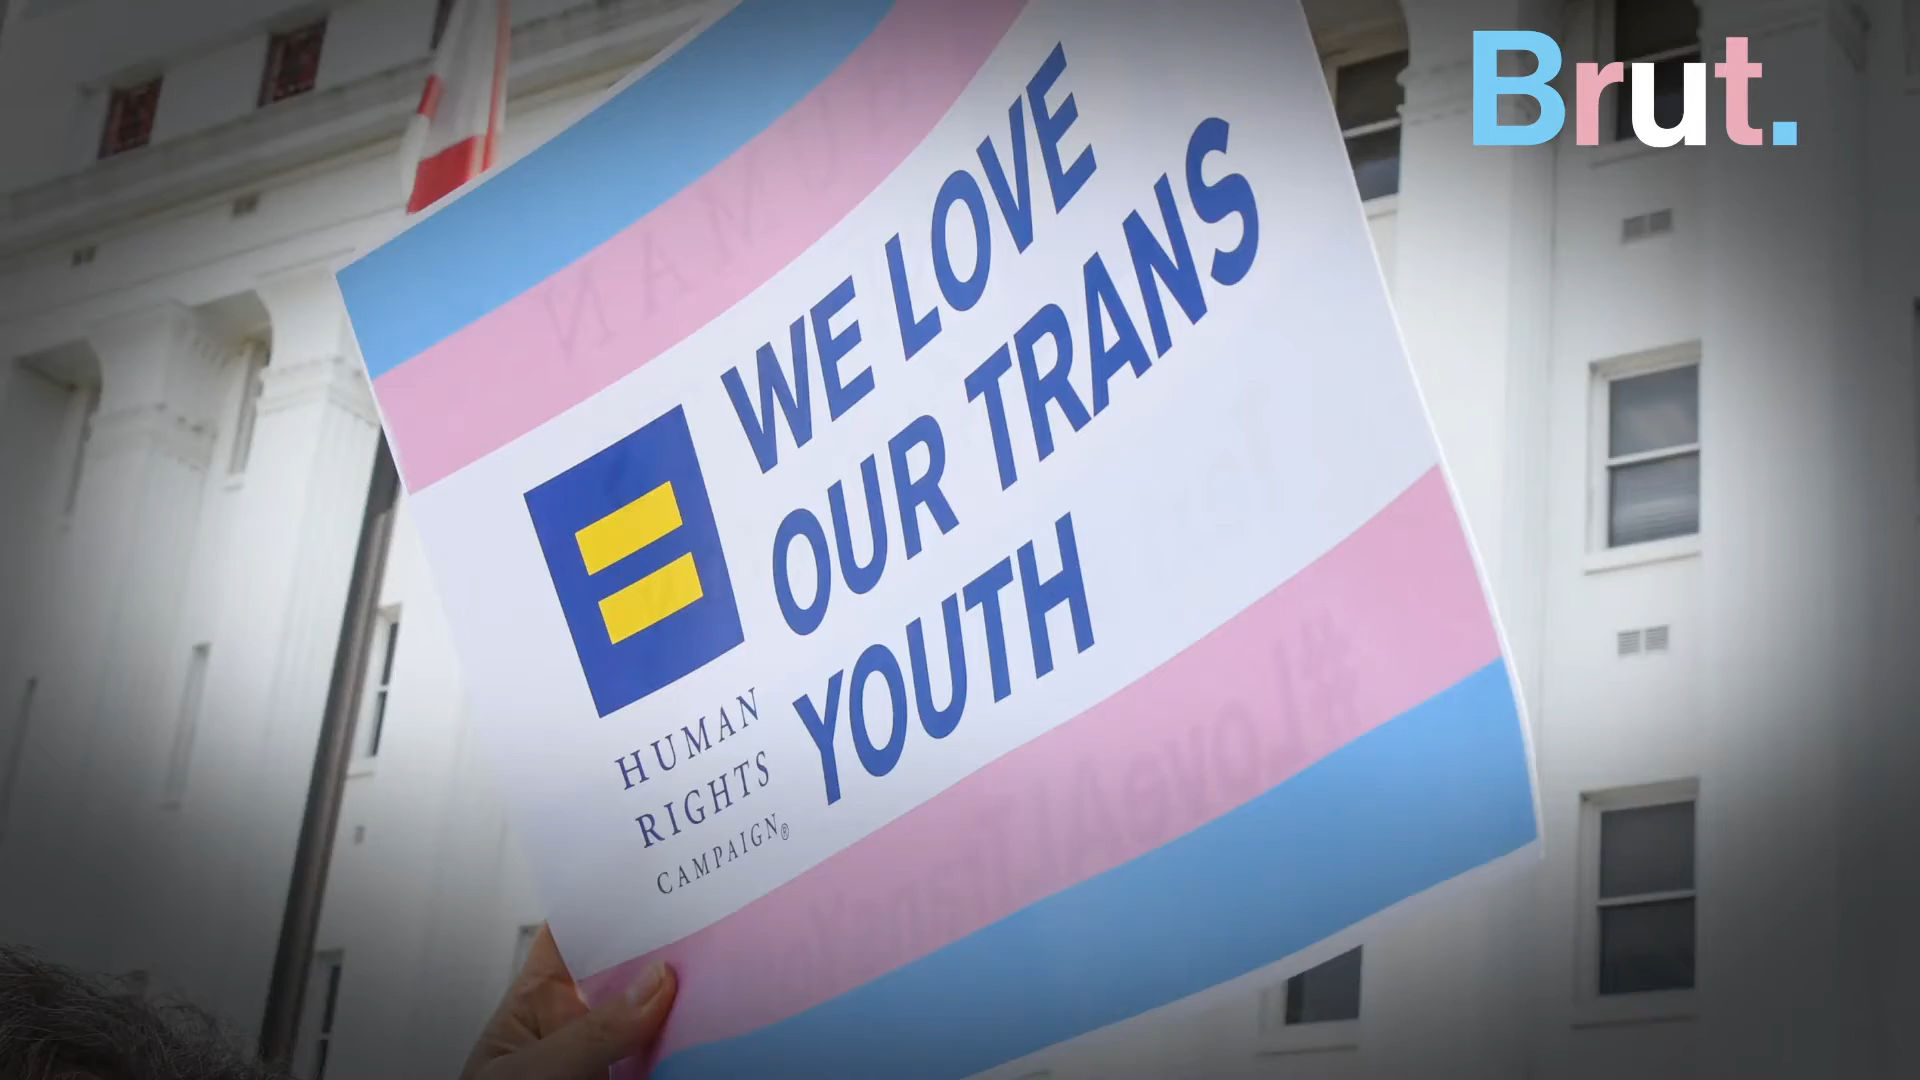 Brut.
WE LOVE
OUR TRANS
YOUTH
HUMAN
RIGHTS
CAMPAIGN®